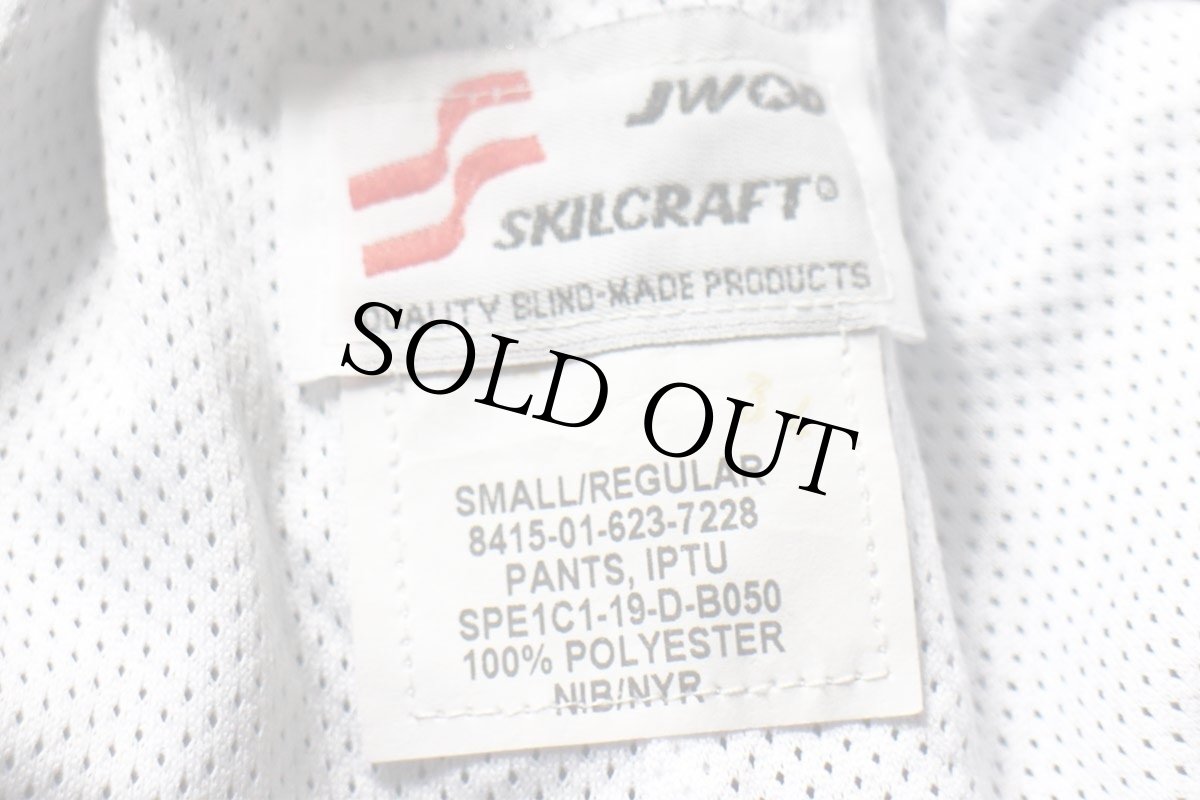 JWOD
SKILCRAFT®
QUALITY BLIND-MADE PRODUCTS
SOLD OUT
SMALL/REGULAR
8415-01-623-7228
PANTS, IPTU
SPE1C1-19-D-B050
100% POLYESTER
NIB/NYR